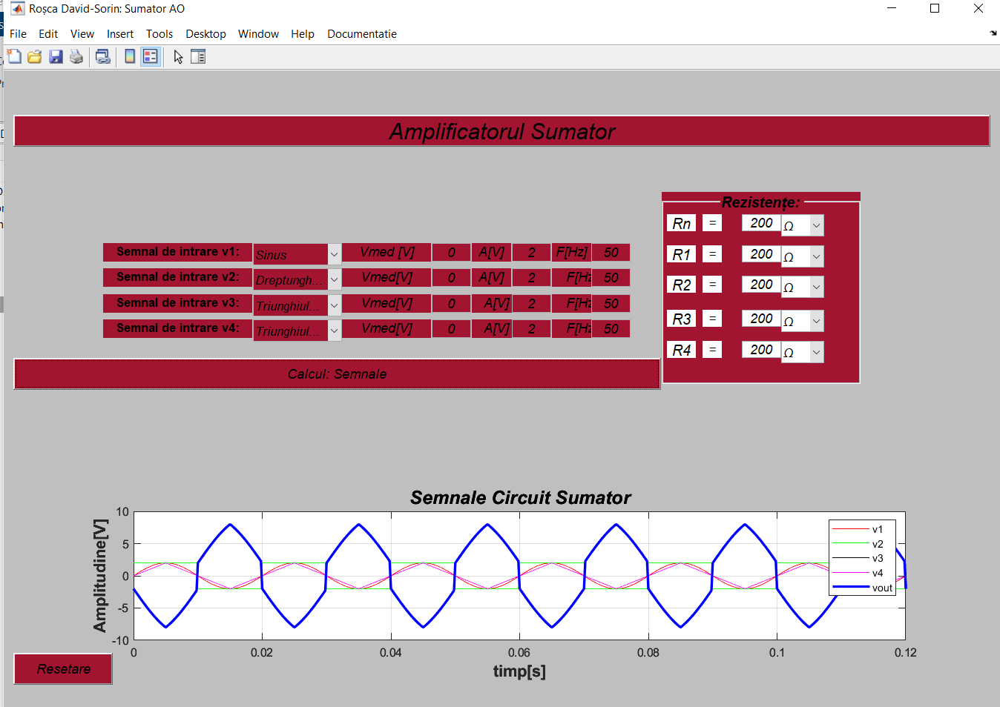 Roșca David-Sorin: Sumator AO
File Edit View Insert Tools Desktop Window Help Documentatie
Amplificatorul Sumator
Rezistențe:
Rn = 200 Ω
R1 = 200 Ω
R2 = 200 Ω
R3 = 200 Ω
R4 = 200 Ω
Semnal de intrare v1: Sinus Vmed [V] 0 A[V] 2 F[Hz] 50
Semnal de intrare v2: Dreptungh... Vmed[V] 0 A[V] 2 F[Hz 50
Semnal de intrare v3: Triunghiul... Vmed[V] 0 A[V] 2 F[Hz 50
Semnal de intrare v4: Triunghiul... Vmed[V] 0 A[V] 2 F[Hz 50
Calcul: Semnale
Semnale Circuit Sumator
Amplitudine[V]
10
5
0
-5
-10
v1
v2
v3
v4
vout
0 0.02 0.04 0.06 0.08 0.1 0.12
timp[s]
Resetare